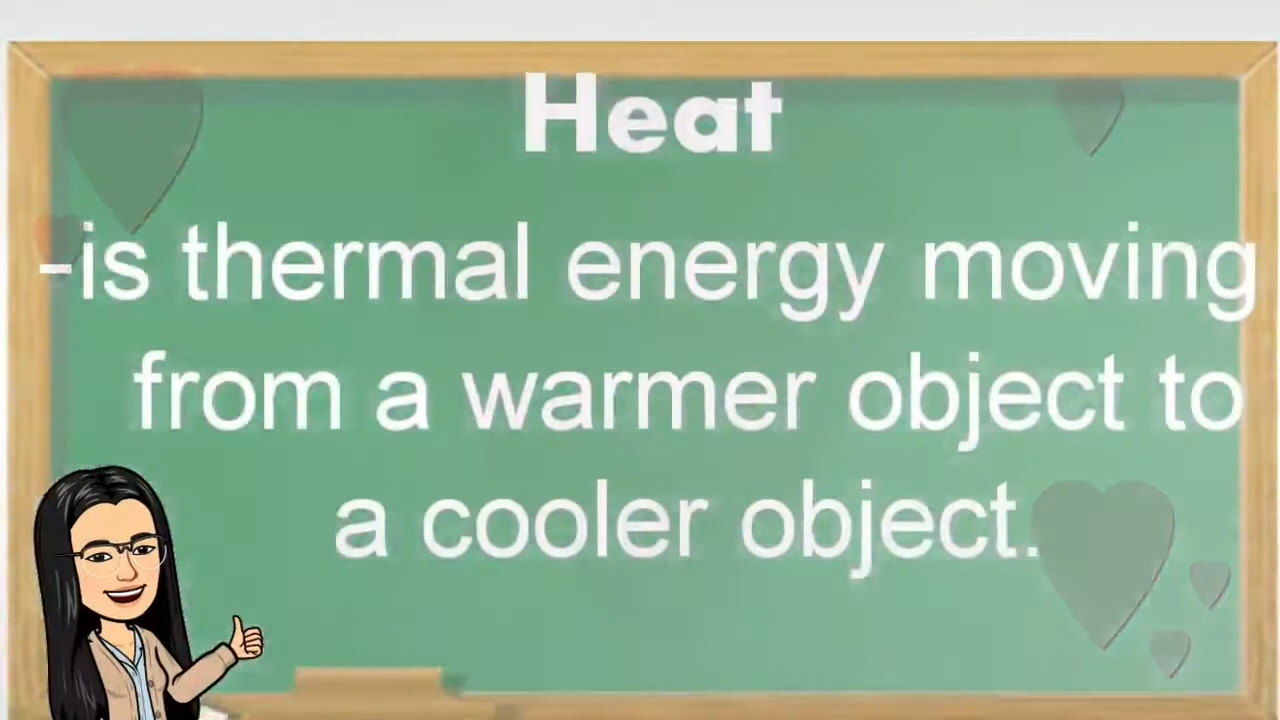 Heat
-is thermal energy moving
from a warmer object to
a cooler object.